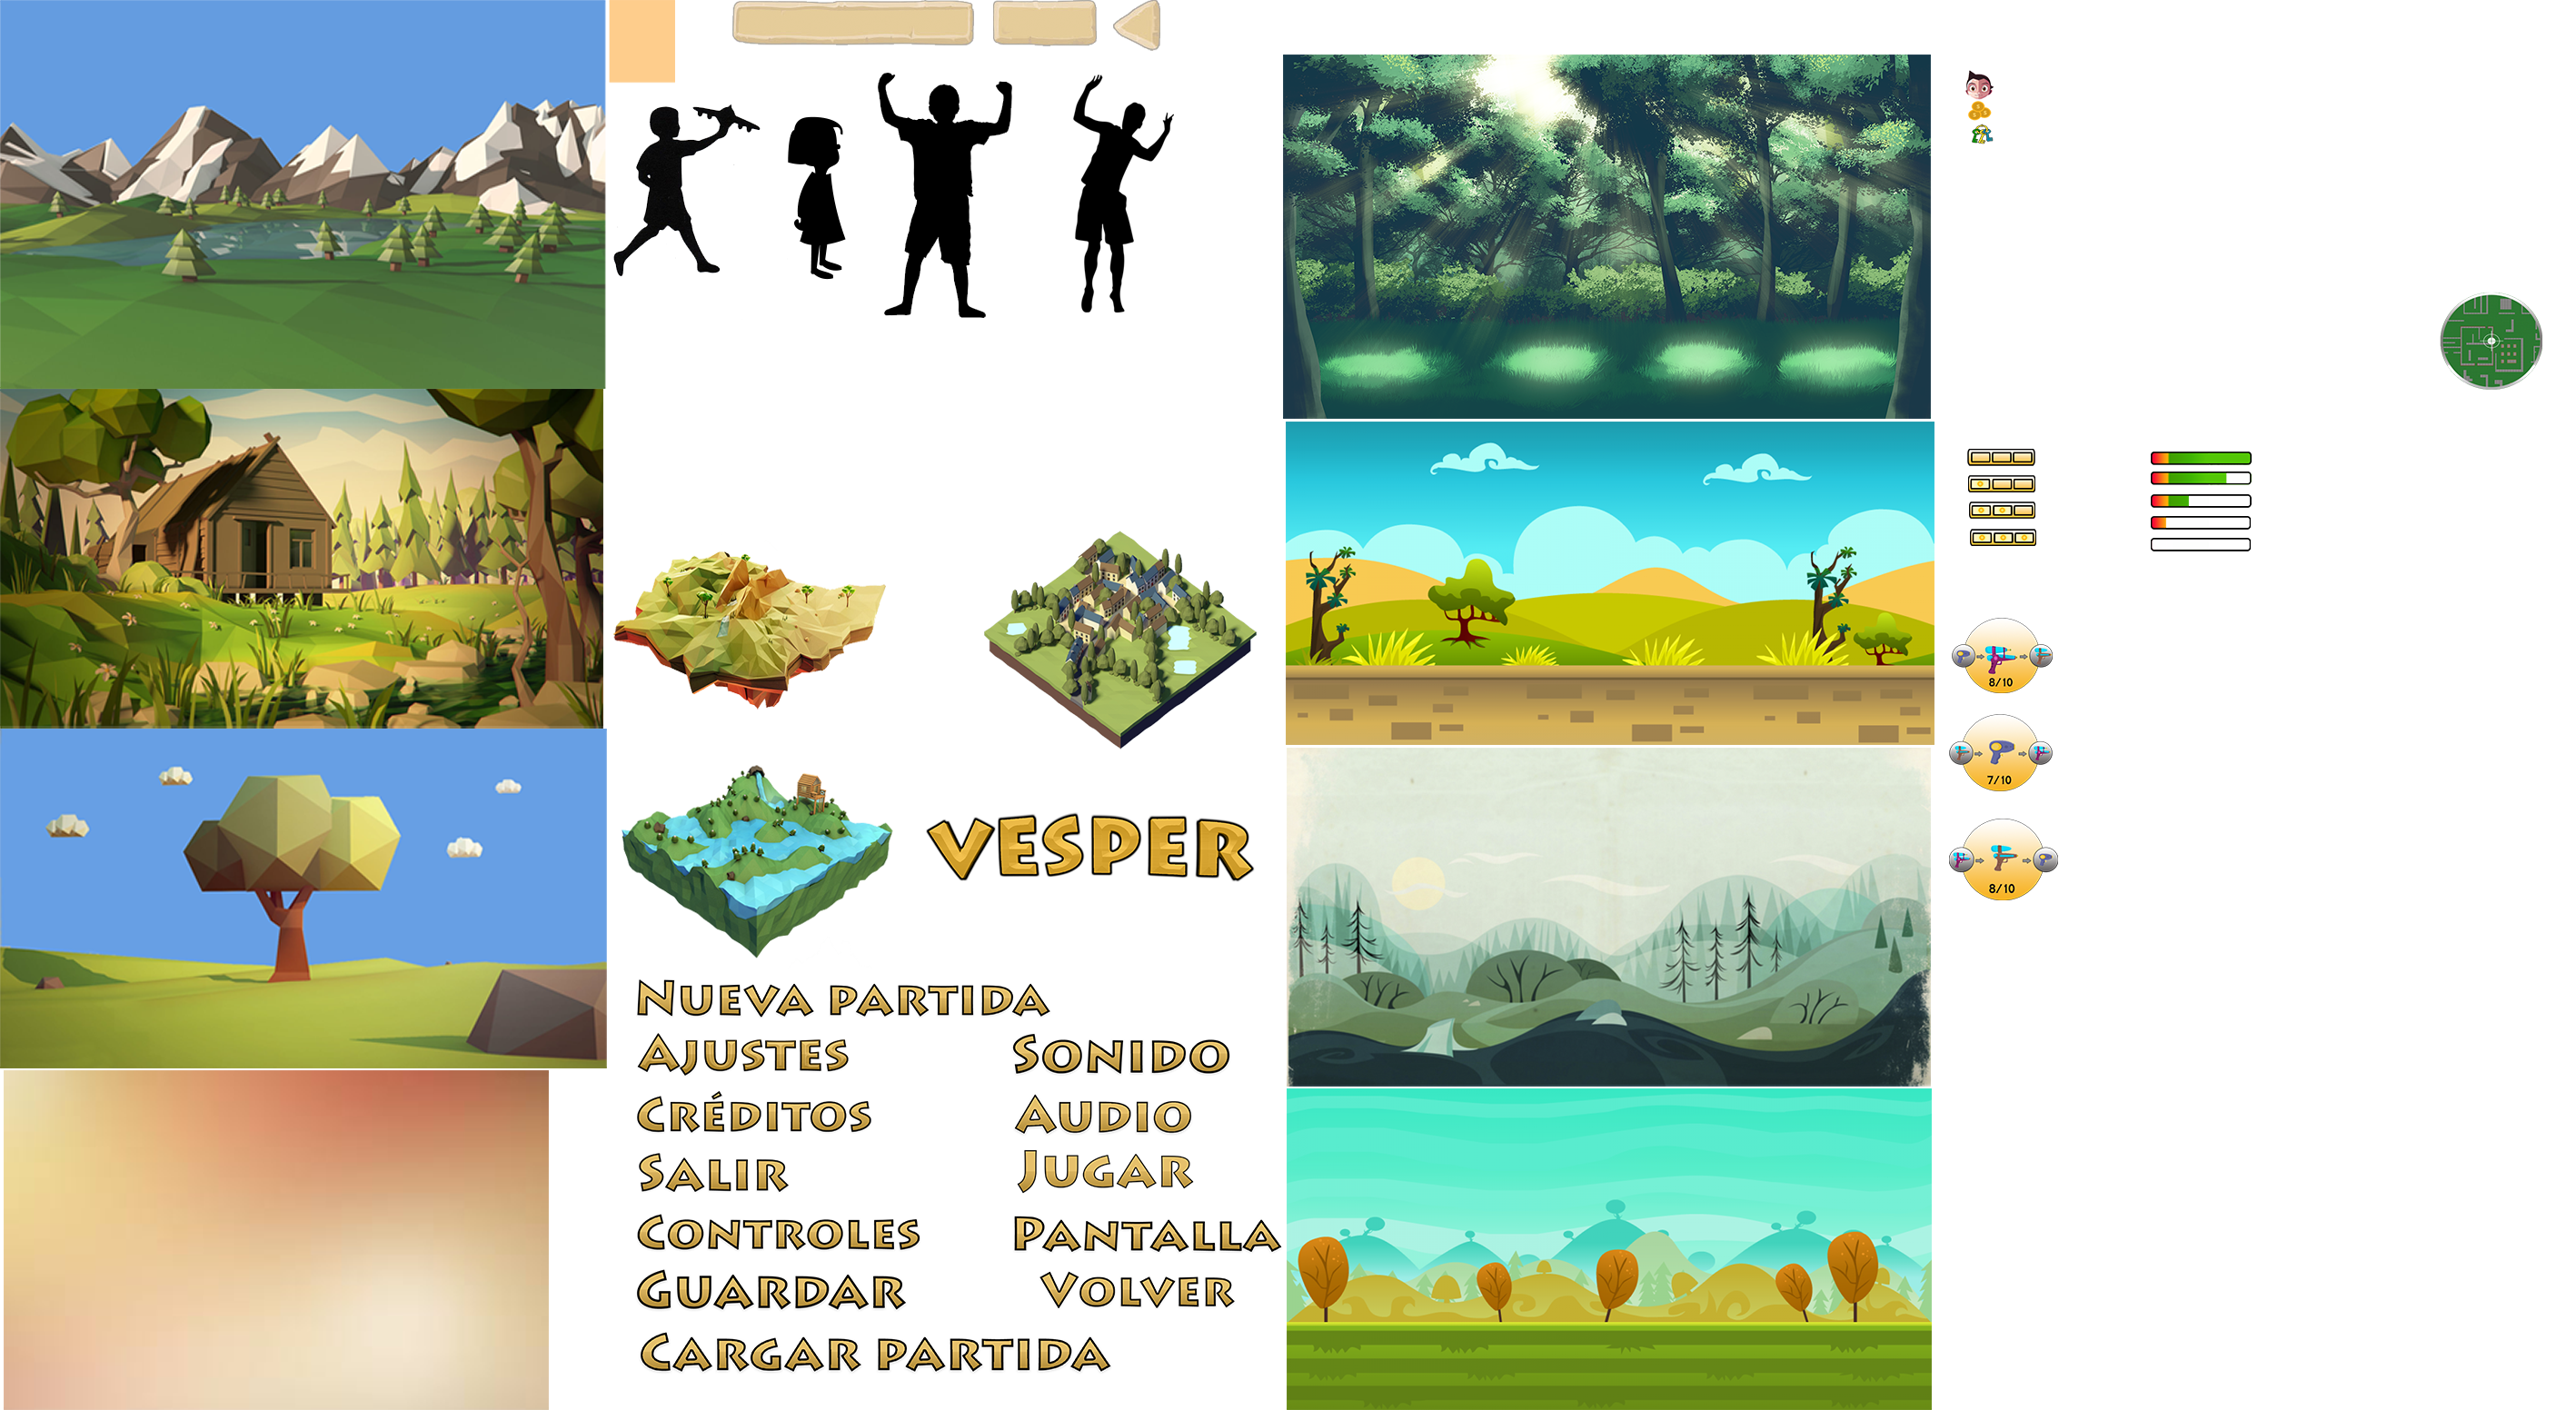 VESPER
NUEVA PARTIDA
AJUSTES
SONIDO
CRÉDITOS
AUDIO
SALIR
JUGAR
CONTROLES
PANTALLA
GUARDAR
VOLVER
CARGAR PARTIDA
8/10
7/10
8/10